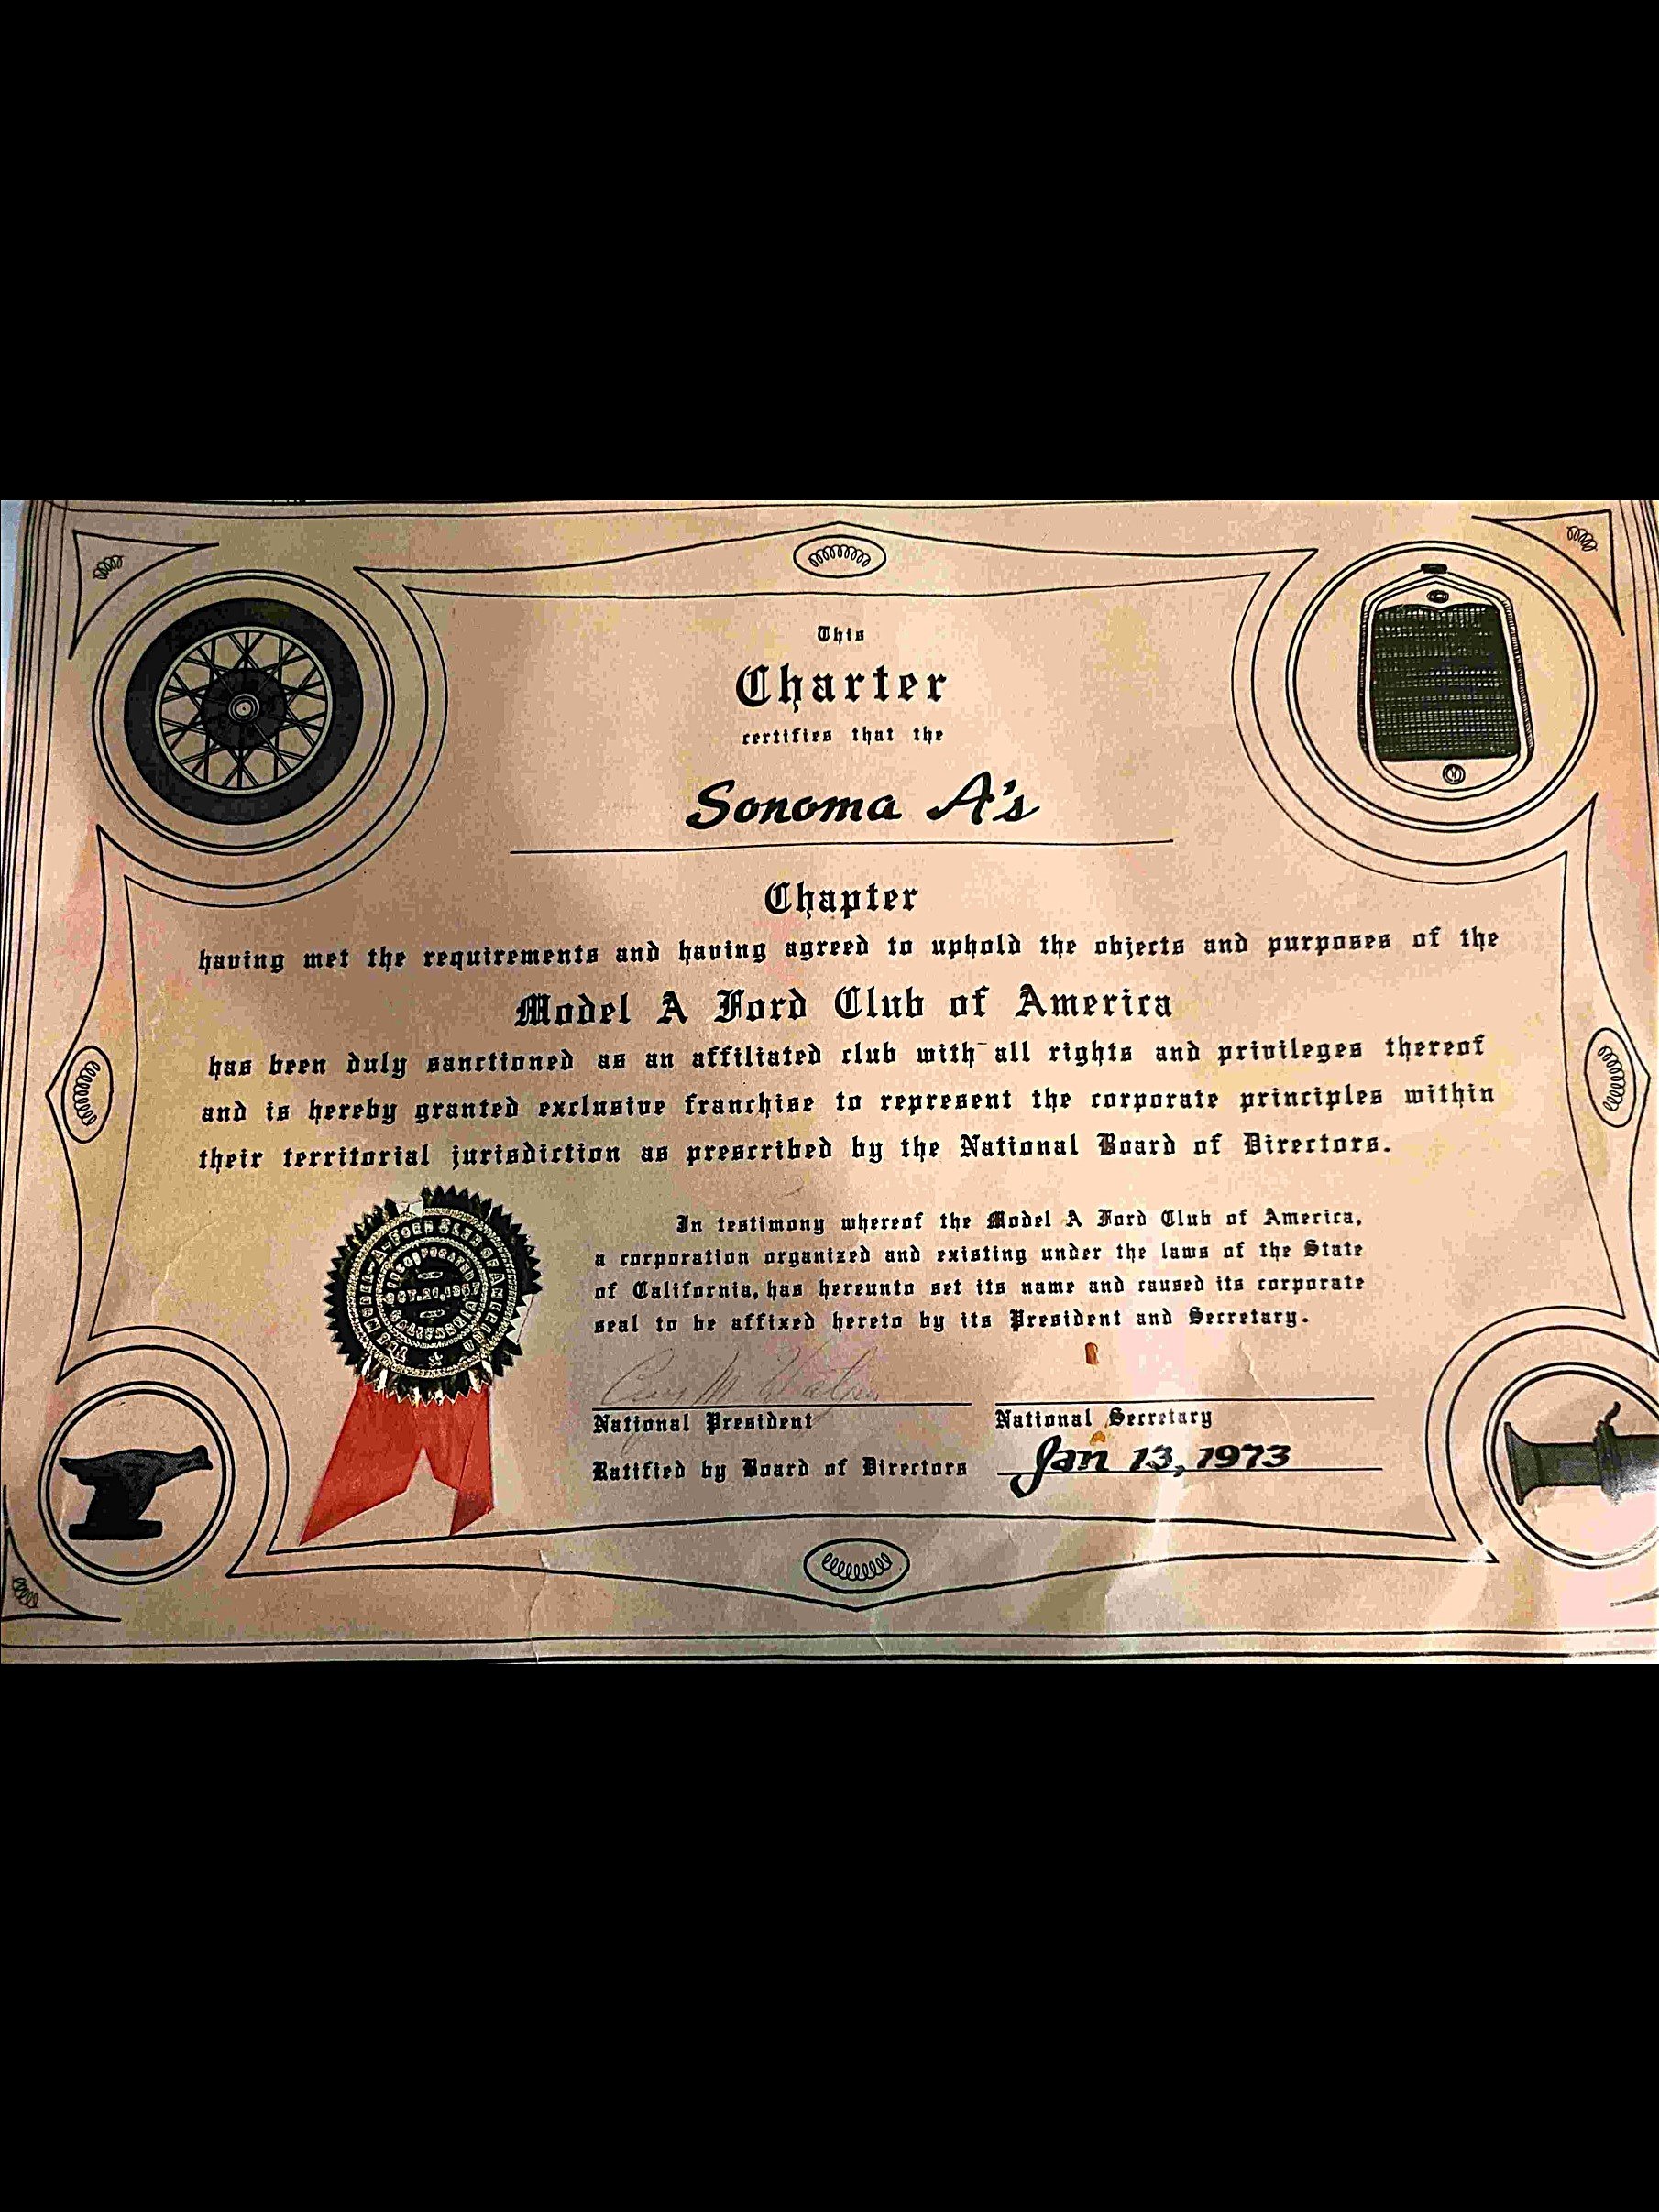 This
Charter
certifies that the
Sonoma A's
Chapter
having met the requirements and having agreed to uphold the objects and purposes of the
Model A Ford Club of America
has been duly sanctioned as an affiliated club with all rights and privileges thereof
and is hereby granted exclusive franchise to represent the corporate principles within
their territorial jurisdiction as prescribed by the National Board of Directors.
In testimony whereof the Model A Ford Club of America,
a corporation organized and existing under the laws of the State
of California, has hereunto set its name and caused its corporate
seal to be affixed hereto by its President and Secretary.
National President
National Secretary
Ratified by Board of Directors Jan 13, 1973
INCORPORATED
CALIFORNIA